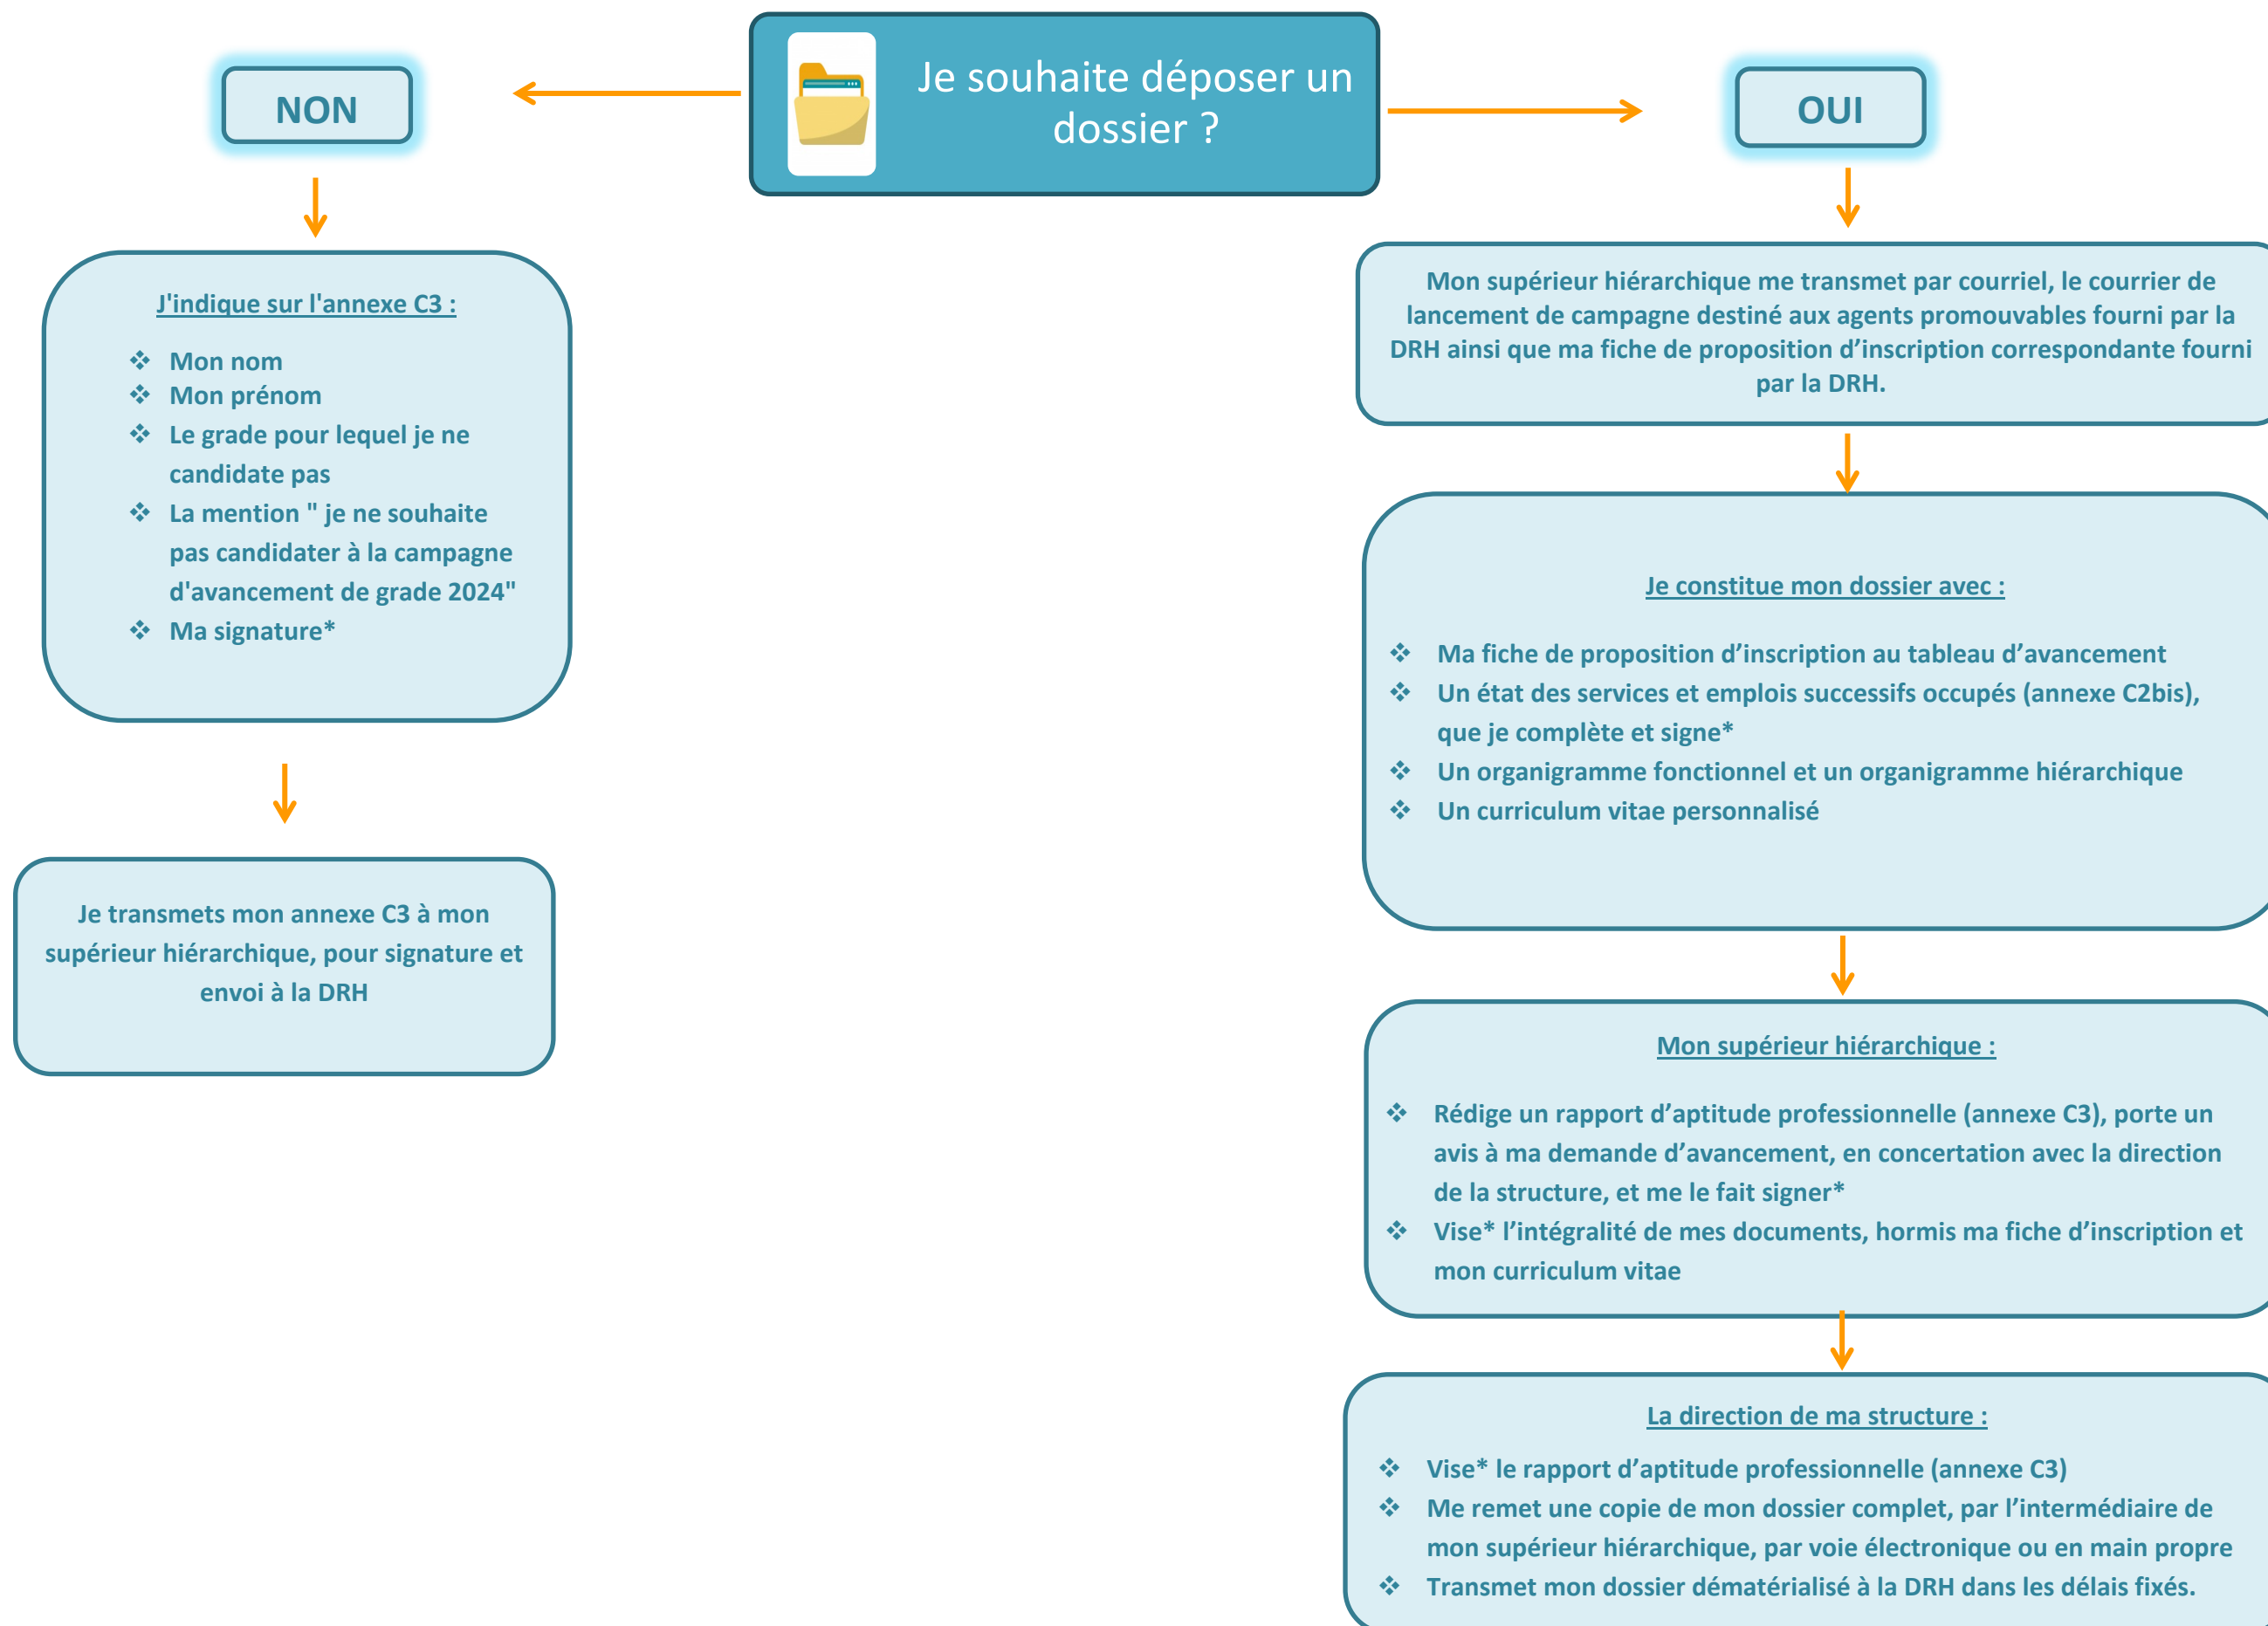 Je souhaite déposer un
dossier ?
NON
J'indique sur l'annexe C3 :
❖ Mon nom
❖ Mon prénom
❖ Le grade pour lequel je ne
candidate pas
❖ La mention " je ne souhaite
pas candidater à la campagne
d'avancement de grade 2024"
❖ Ma signature*
Je transmets mon annexe C3 à mon
supérieur hiérarchique, pour signature et
envoi à la DRH
OUI
Mon supérieur hiérarchique me transmet par courriel, le courrier de
lancement de campagne destiné aux agents promouvables fourni par la
DRH ainsi que ma fiche de proposition d’inscription correspondante fourni
par la DRH.
Je constitue mon dossier avec :
❖ Ma fiche de proposition d’inscription au tableau d’avancement
❖ Un état des services et emplois successifs occupés (annexe C2bis),
que je complète et signe*
❖ Un organigramme fonctionnel et un organigramme hiérarchique
❖ Un curriculum vitae personnalisé
Mon supérieur hiérarchique :
❖ Rédige un rapport d’aptitude professionnelle (annexe C3), porte un
avis à ma demande d’avancement, en concertation avec la direction
de la structure, et me le fait signer*
❖ Vise* l’intégralité de mes documents, hormis ma fiche d’inscription et
mon curriculum vitae
La direction de ma structure :
❖ Vise* le rapport d’aptitude professionnelle (annexe C3)
❖ Me remet une copie de mon dossier complet, par l’intermédiaire de
mon supérieur hiérarchique, par voie électronique ou en main propre
❖ Transmet mon dossier dématérialisé à la DRH dans les délais fixés.